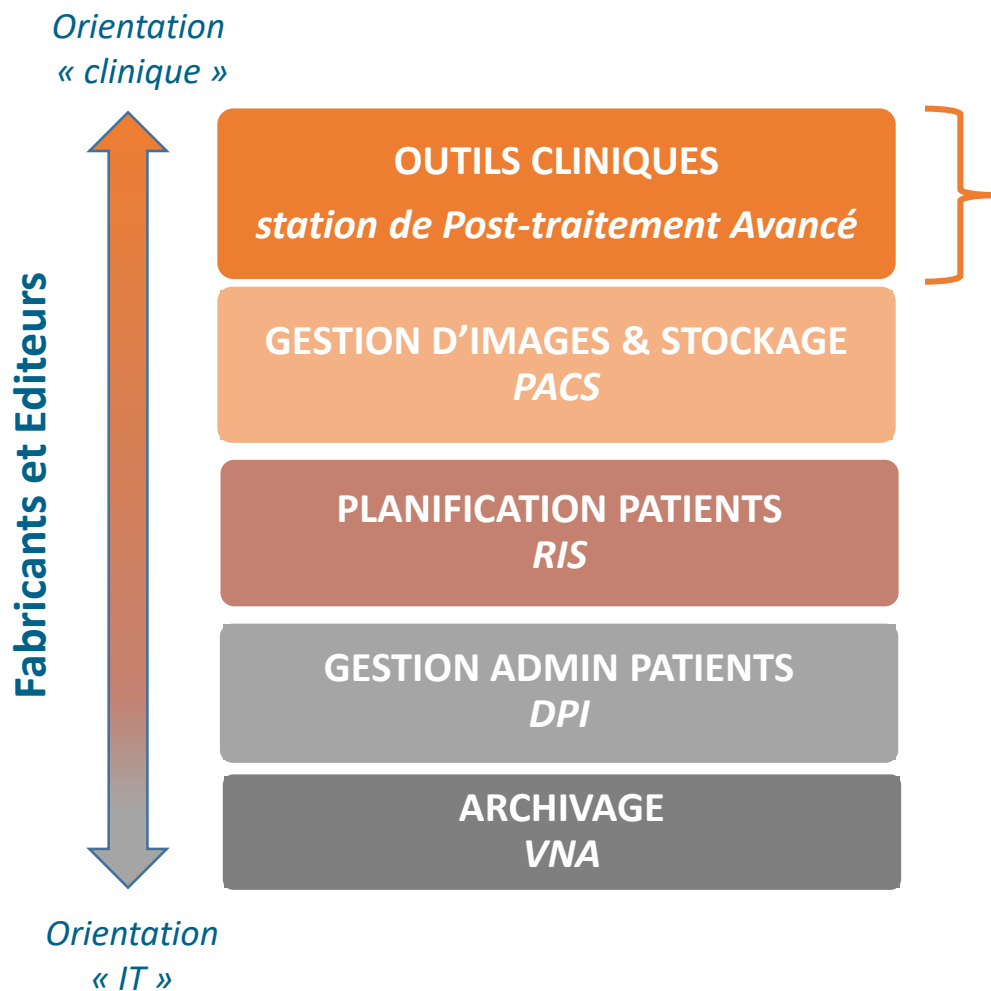 Orientation
« clinique »
Fabricants et Editeurs
OUTILS CLINIQUES
station de Post-traitement Avancé
GESTION D’IMAGES & STOCKAGE
PACS
PLANIFICATION PATIENTS
RIS
GESTION ADMIN PATIENTS
DPI
ARCHIVAGE
VNA
Orientation
« IT »